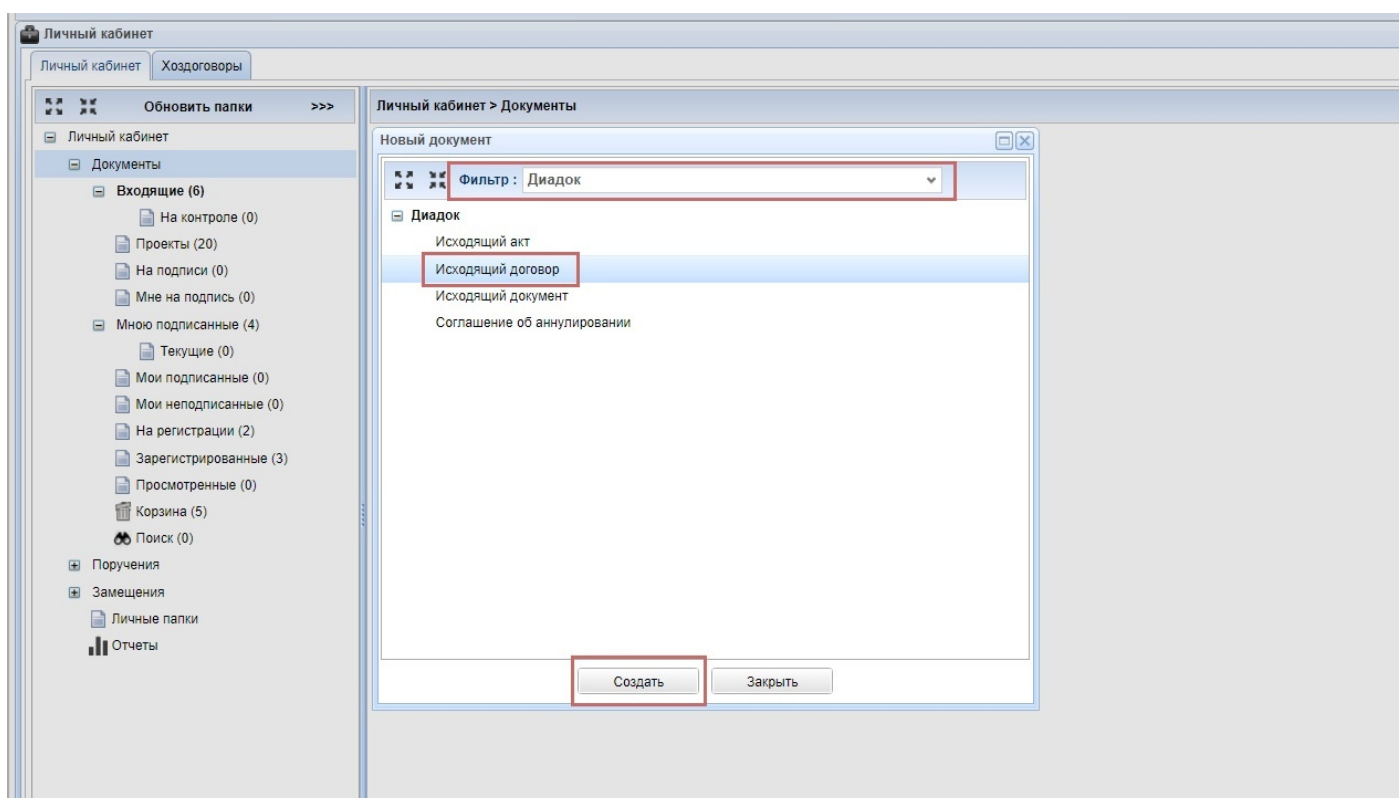 Личный кабинет
Личный кабинет Хоздоговоры
Обновить папки >>>
Личный кабинет
Документы
Входящие (6)
На контроле (0)
Проекты (20)
На подписи (0)
Мне на подпись (0)
Мною подписанные (4)
Текущие (0)
Мои подписанные (0)
Мои неподписанные (0)
На регистрации (2)
Зарегистрированные (3)
Просмотренные (0)
Корзина (5)
Поиск (0)
Поручения
Замещения
Личные папки
Отчеты
Личный кабинет > Документы
Новый документ
Фильтр : Диадок
Диадок
Исходящий акт
Исходящий договор
Исходящий документ
Соглашение об аннулировании
Создать Закрыть